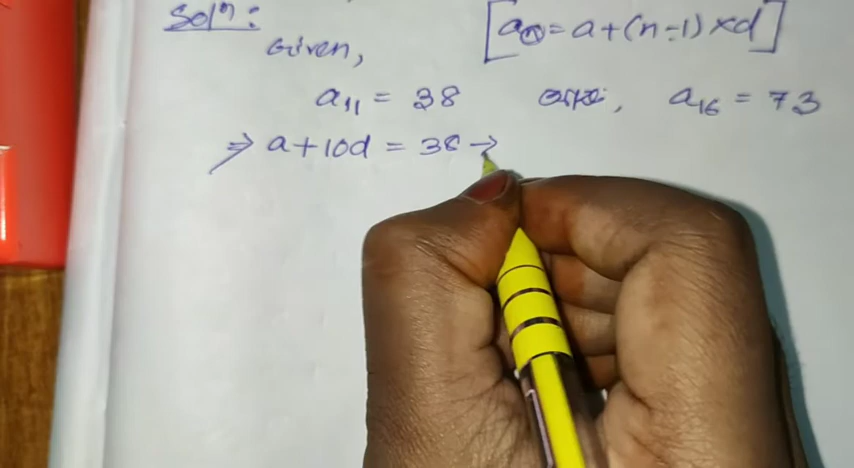 Solⁿ:
Given, [aₙ = a + (n-1) × d]
a₁₁ = 38 , a₁₆ = 73
⇒ a + 10d = 38 →